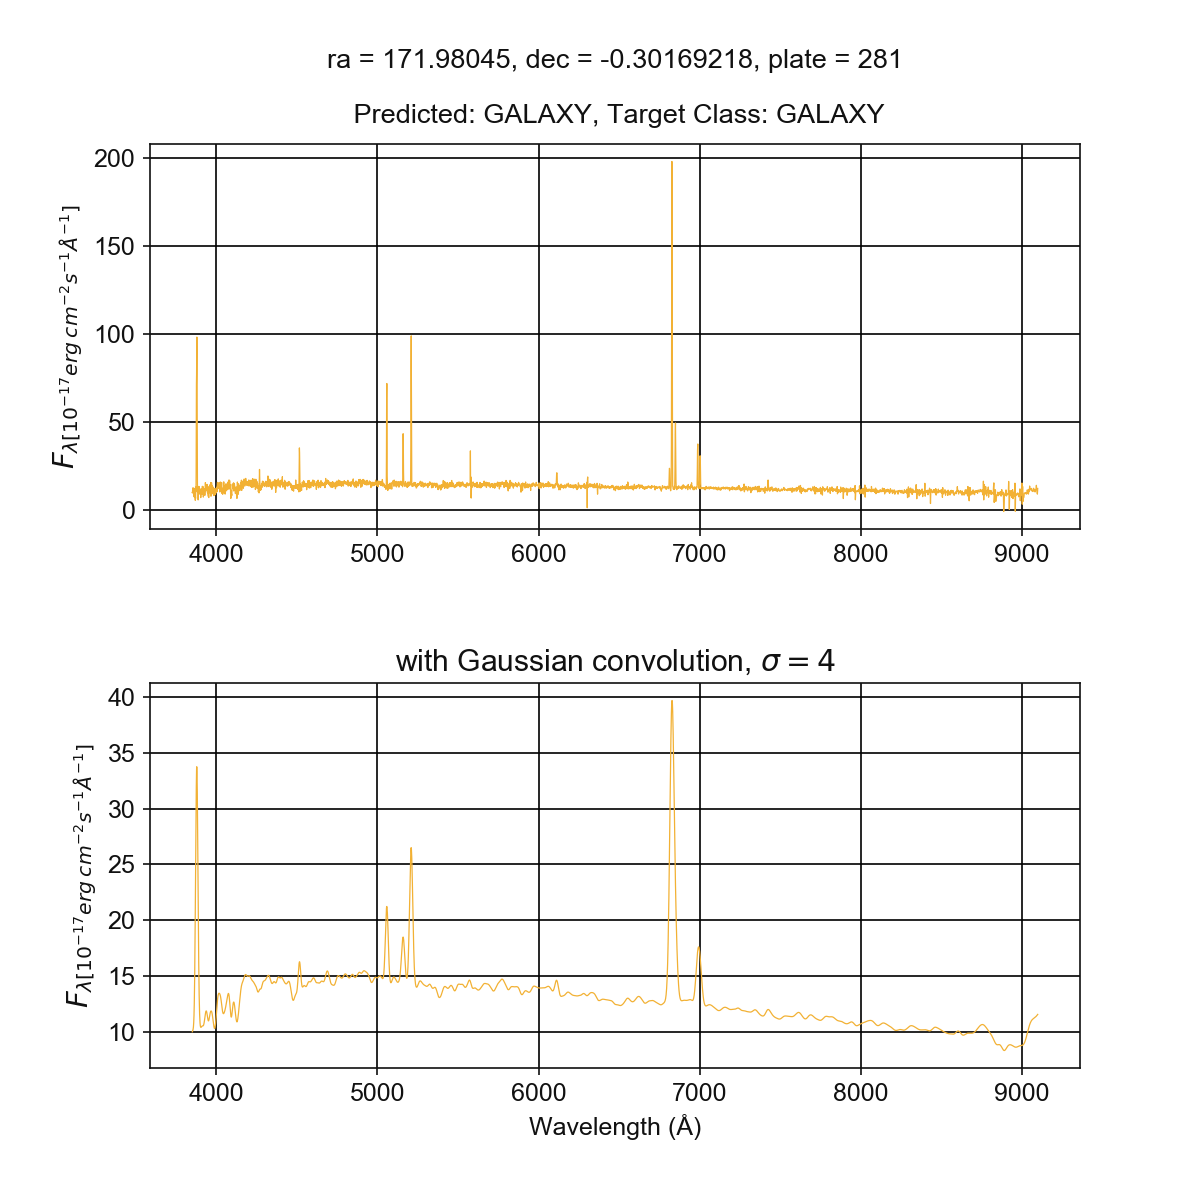 ra = 171.98045, dec = -0.30169218, plate = 281
Predicted: GALAXY, Target Class: GALAXY
200
150
100
50
0
F_λ[10⁻¹⁷erg cm⁻²s⁻¹Å⁻¹]
4000 5000 6000 7000 8000 9000
with Gaussian convolution, σ = 4
40
35
30
25
20
15
10
F_λ[10⁻¹⁷erg cm⁻²s⁻¹Å⁻¹]
4000 5000 6000 7000 8000 9000
Wavelength (Å)